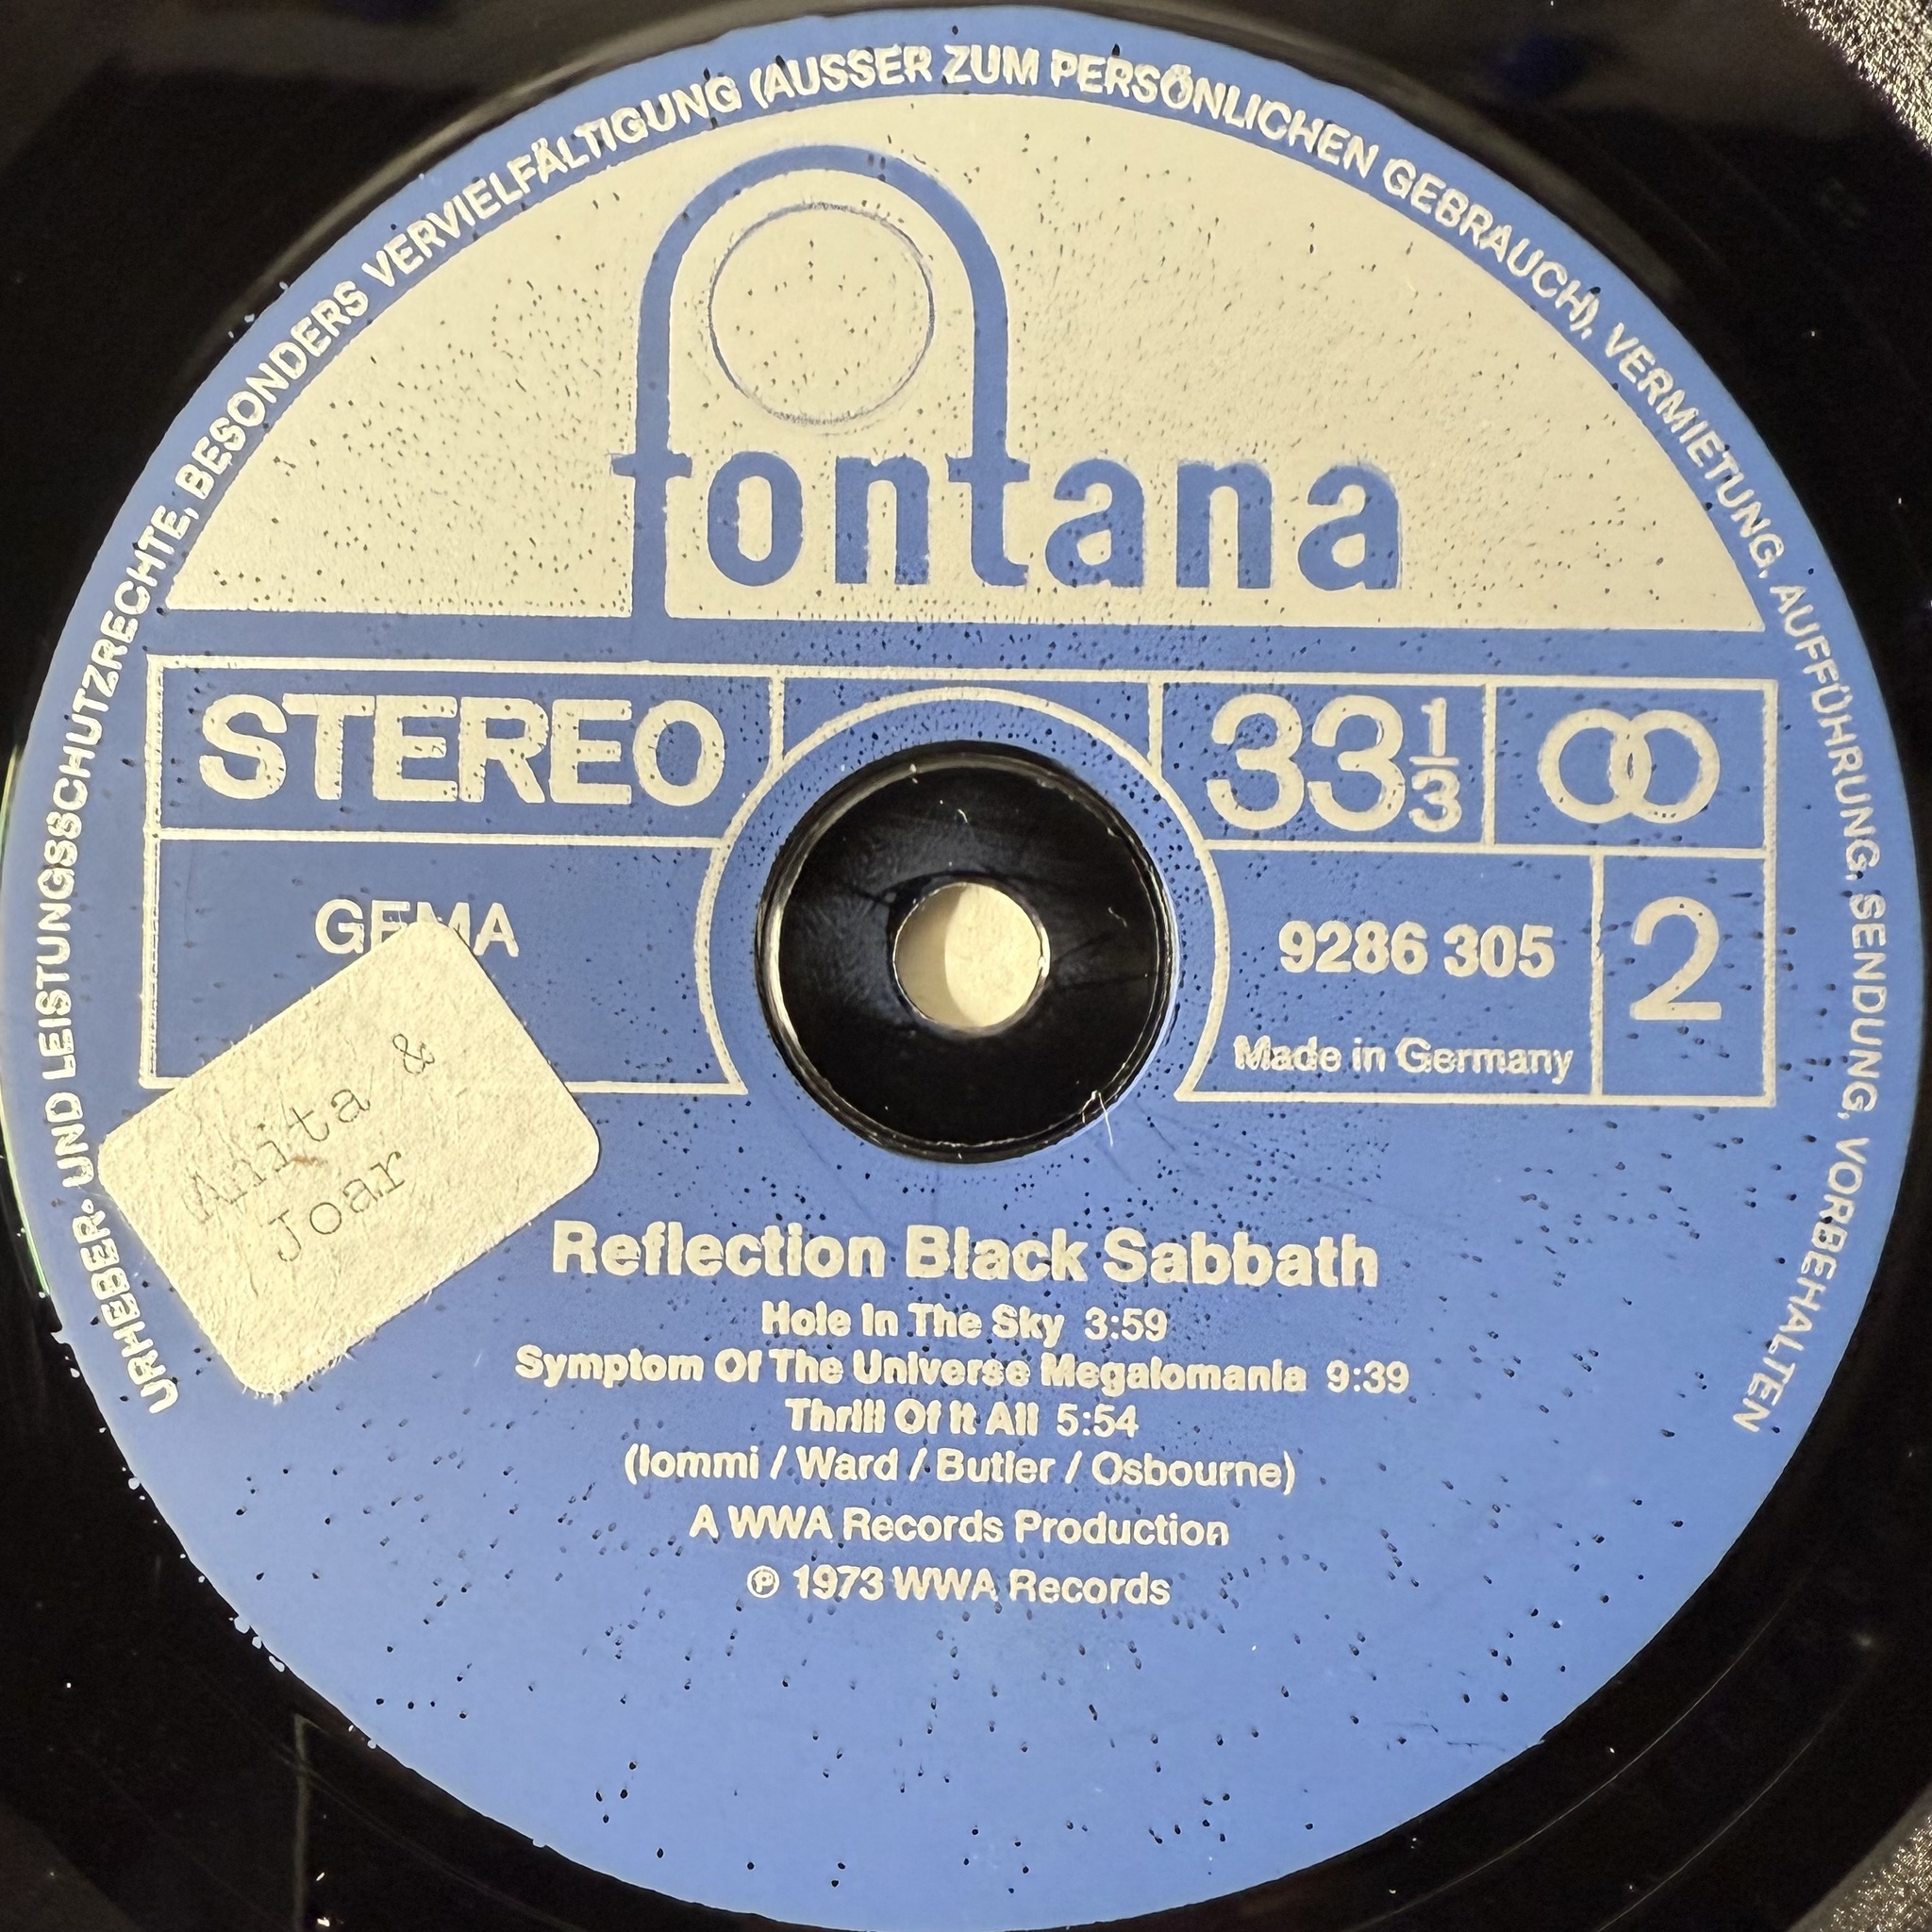 URHEBER- UND LEISTUNGSSCHUTZRECHTE, BESONDERS VERVIELFÄLTIGUNG (AUSSER ZUM PERSÖNLICHEN GEBRAUCH), VERMIETUNG, AUFFÜHRUNG, SENDUNG, VORBEHALTEN
fontana
STEREO
33 1/3
GEMA
9286 305
2
Made in Germany
Anita &
Joar
Reflection Black Sabbath
Hole In The Sky 3:59
Symptom Of The Universe Megalomania 9:39
Thrill Of It All 5:54
(Iommi / Ward / Butler / Osbourne)
A WWA Records Production
℗ 1973 WWA Records